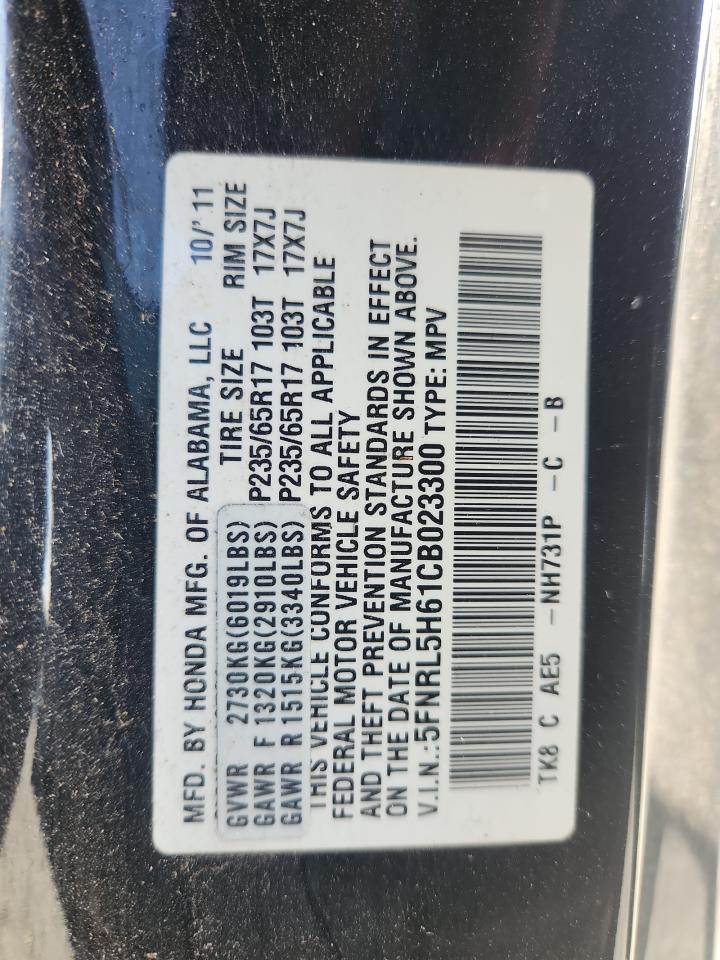 MFD. BY HONDA MFG. OF ALABAMA, LLC 10/'11
TIRE SIZE RIM SIZE
GVWR 2730KG(6019LBS)
GAWR F 1320KG(2910LBS) P235/65R17 103T 17X7J
GAWR R 1515KG(3340LBS) P235/65R17 103T 17X7J
THIS VEHICLE CONFORMS TO ALL APPLICABLE
FEDERAL MOTOR VEHICLE SAFETY
AND THEFT PREVENTION STANDARDS IN EFFECT
ON THE DATE OF MANUFACTURE SHOWN ABOVE.
V.I.N.:5FNRL5H61CB023300 TYPE: MPV
TK8 C AE5 -NH731P -C -B